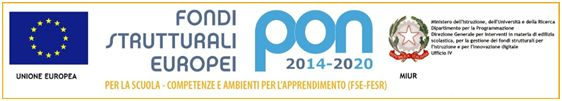 UNIONE EUROPEA
FONDI
STRUTTURALI
EUROPEI
pon
2014-2020
Ministero dell'Istruzione, dell'Università e della Ricerca
Dipartimento per la Programmazione
Direzione Generale per interventi in materia di edilizia
scolastica, per la gestione dei fondi strutturali per
l'istruzione e per l'innovazione digitale
Ufficio IV
MIUR
PER LA SCUOLA - COMPETENZE E AMBIENTI PER L'APPRENDIMENTO (FSE-FESR)